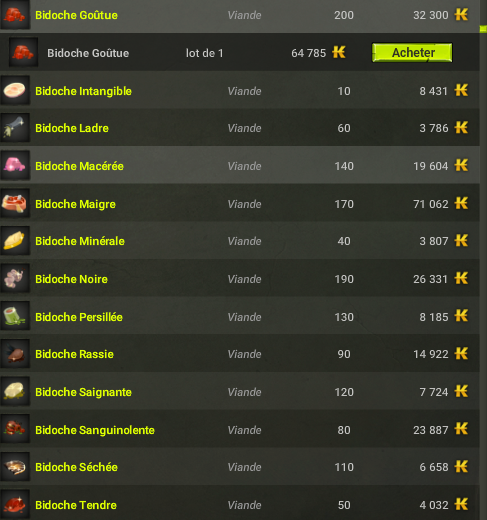 Bidoche Goûtue Viande 200 32 300
Bidoche Goûtue lot de 1 64 785 Acheter
Bidoche Intangible Viande 10 8 431
Bidoche Ladre Viande 60 3 786
Bidoche Macérée Viande 140 19 604
Bidoche Maigre Viande 170 71 062
Bidoche Minérale Viande 40 3 807
Bidoche Noire Viande 190 26 331
Bidoche Persillée Viande 130 8 185
Bidoche Rassie Viande 90 14 922
Bidoche Saignante Viande 120 7 724
Bidoche Sanguinolente Viande 80 23 887
Bidoche Séchée Viande 110 6 658
Bidoche Tendre Viande 50 4 032